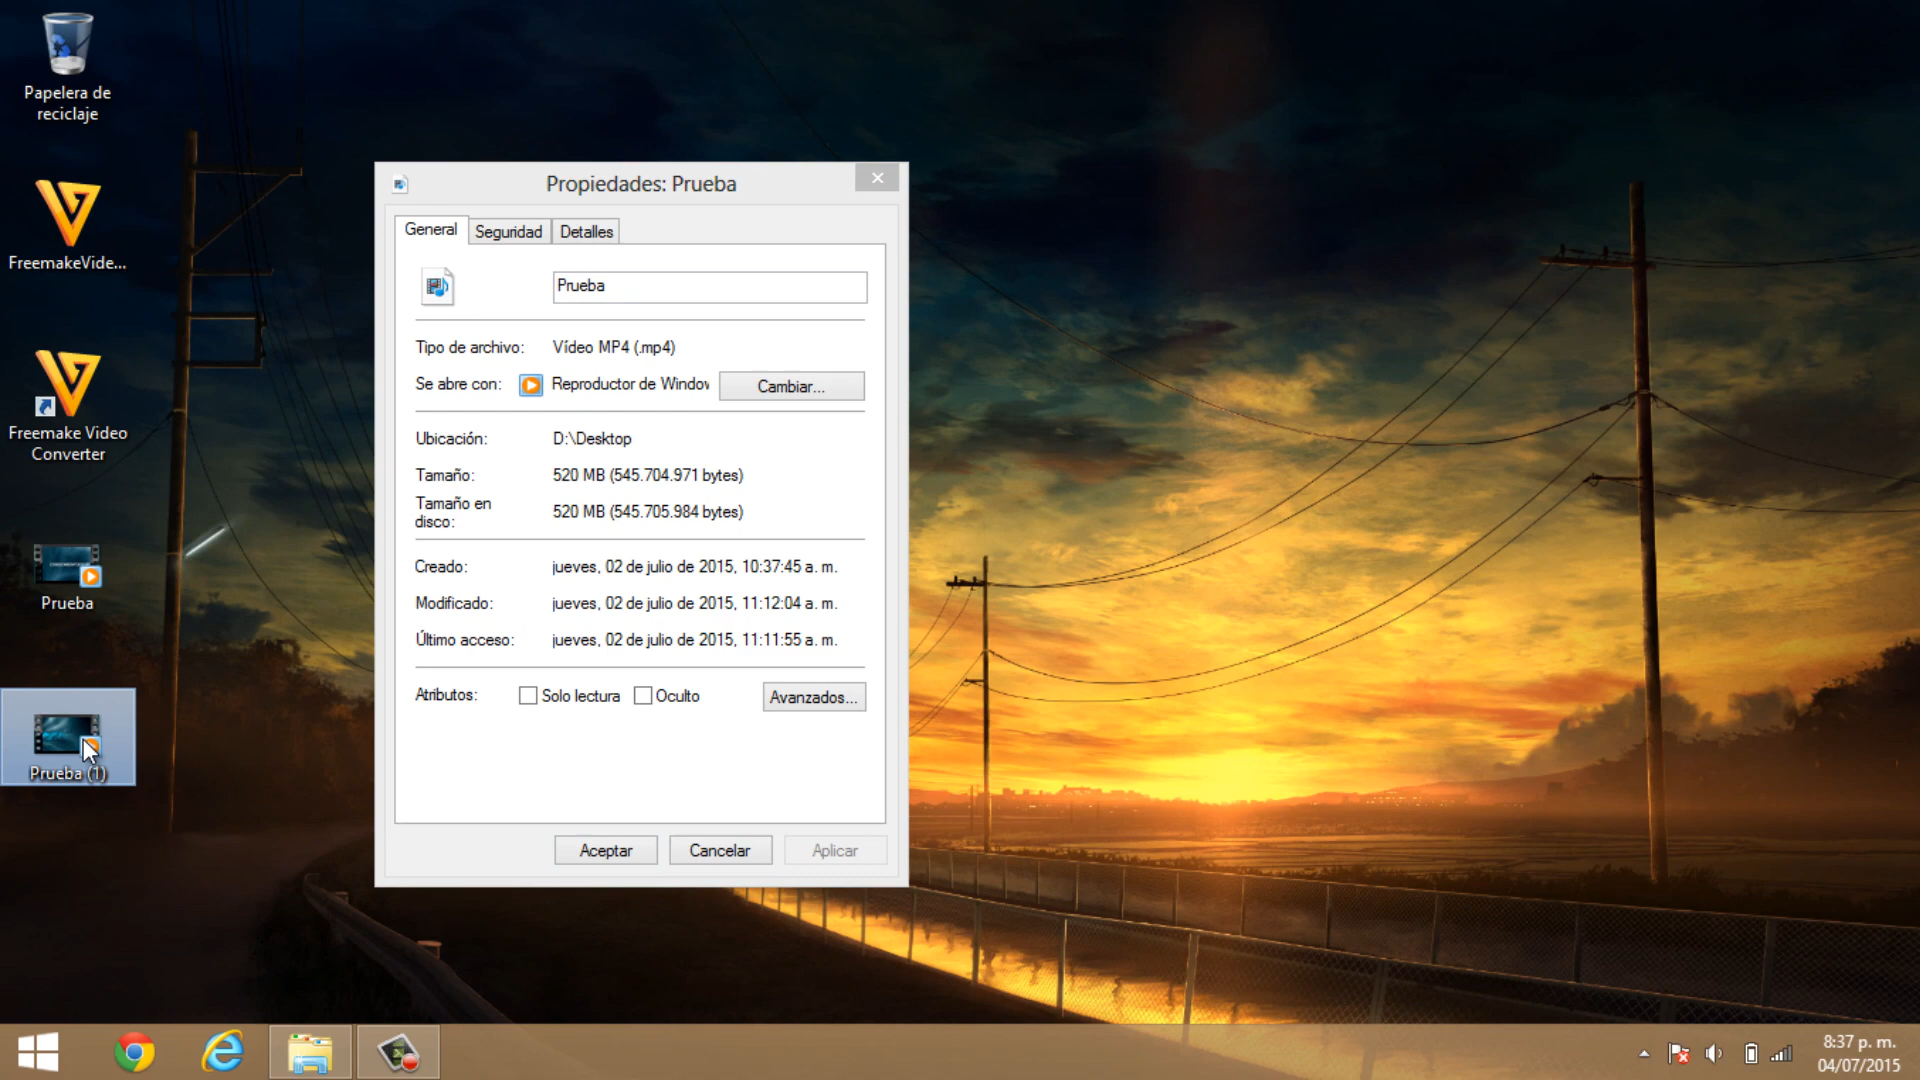 Papelera de
reciclaje
FreemakeVide...
Freemake Video
Converter
Prueba
Prueba (1)
Propiedades: Prueba
General Seguridad Detalles
Prueba
Tipo de archivo: Vídeo MP4 (.mp4)
Se abre con: Reproductor de Window Cambiar...
Ubicación: D:\Desktop
Tamaño: 520 MB (545.704.971 bytes)
Tamaño en
disco: 520 MB (545.705.984 bytes)
Creado: jueves, 02 de julio de 2015, 10:37:45 a. m.
Modificado: jueves, 02 de julio de 2015, 11:12:04 a. m.
Último acceso: jueves, 02 de julio de 2015, 11:11:55 a. m.
Atributos: Solo lectura Oculto Avanzados...
Aceptar Cancelar Aplicar
8:37 p. m.
04/07/2015